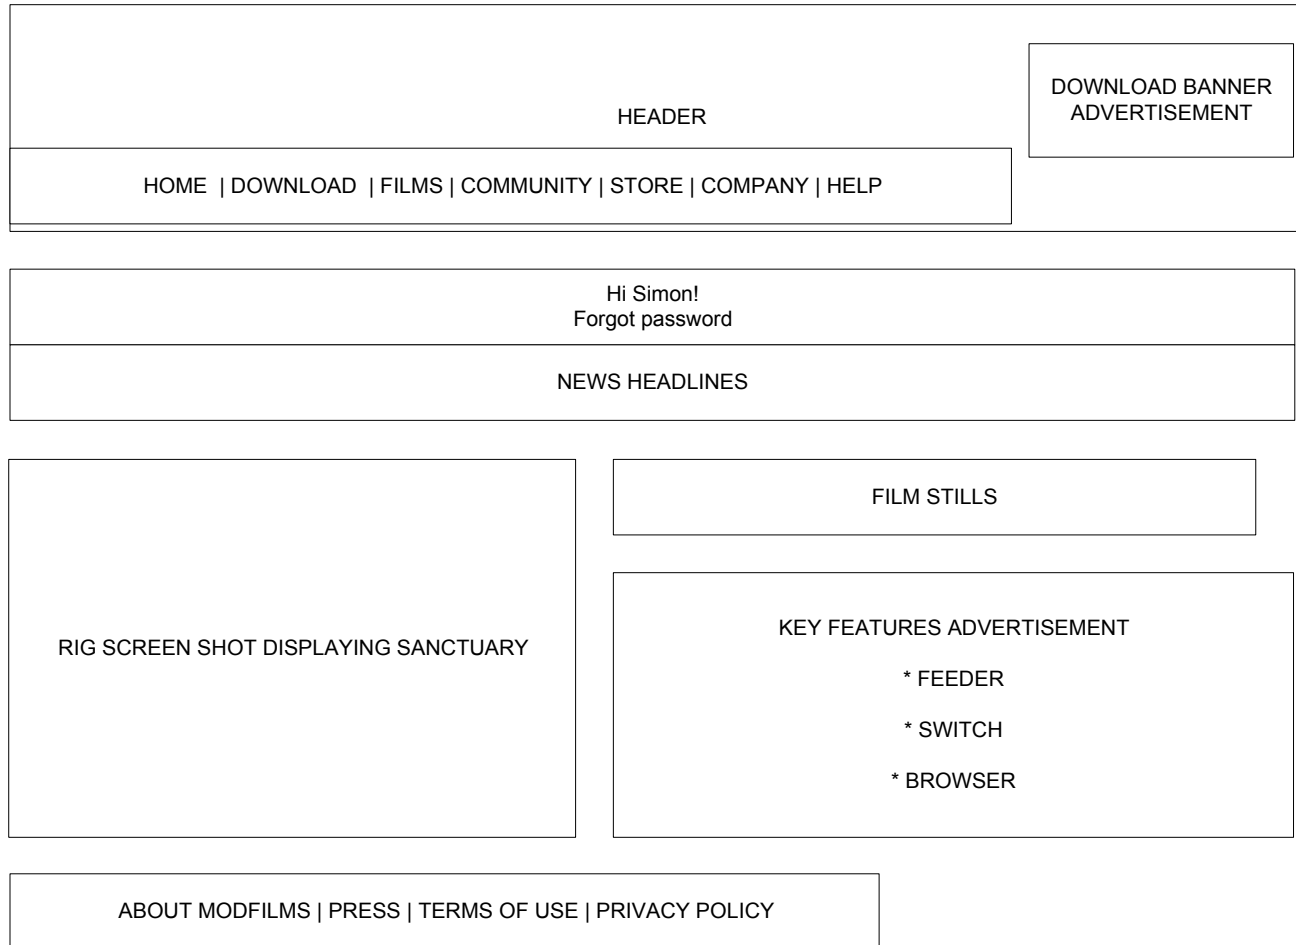 HEADER
DOWNLOAD BANNER
ADVERTISEMENT
HOME | DOWNLOAD | FILMS | COMMUNITY | STORE | COMPANY | HELP
Hi Simon!
Forgot password
NEWS HEADLINES
RIG SCREEN SHOT DISPLAYING SANCTUARY
FILM STILLS
KEY FEATURES ADVERTISEMENT
* FEEDER
* SWITCH
* BROWSER
ABOUT MODFILMS | PRESS | TERMS OF USE | PRIVACY POLICY